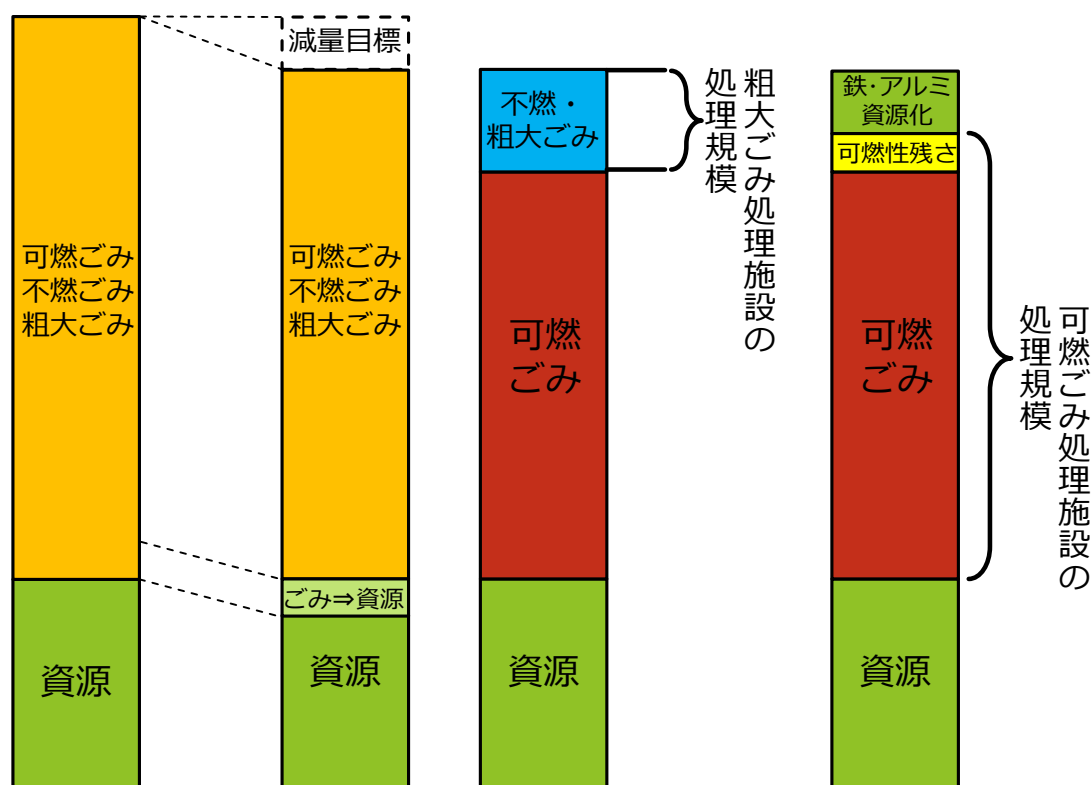 可燃ごみ
不燃ごみ
粗大ごみ
資源
減量目標
可燃ごみ
不燃ごみ
粗大ごみ
ごみ⇒資源
資源
不燃・
粗大ごみ
可燃
ごみ
資源
粗大ごみ処理施設の
処理規模
鉄・アルミ
資源化
可燃性残さ
可燃
ごみ
資源
可燃ごみ処理施設の
処理規模